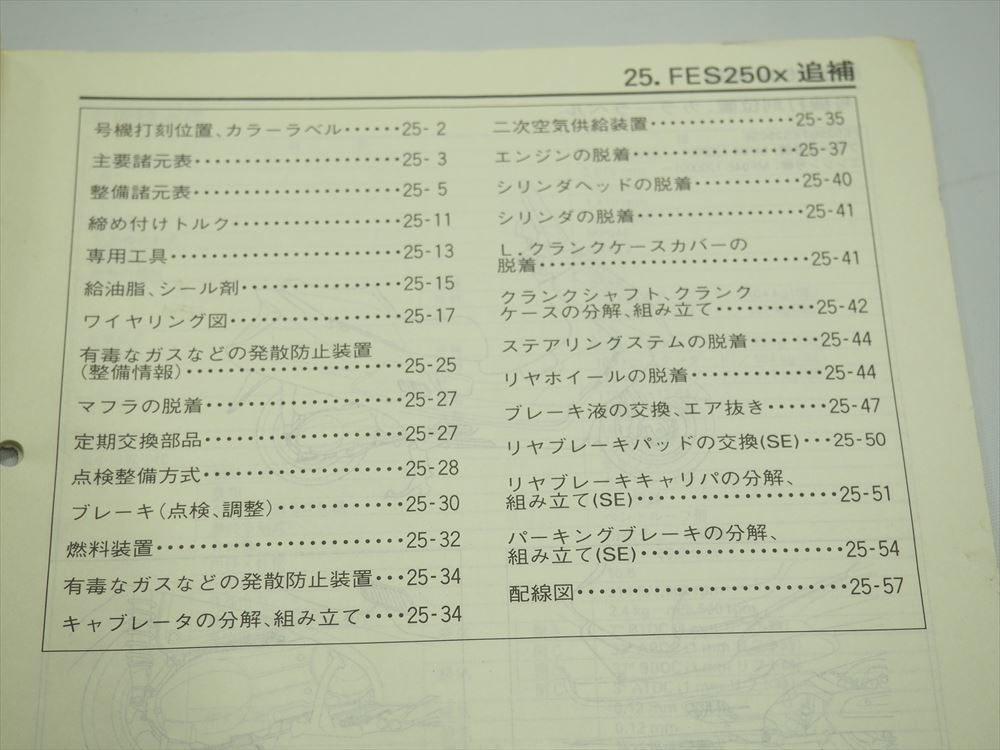 25. FES250x 追補
号機打刻位置、カラーラベル······25- 2
主要諸元表····················25- 3
整備諸元表····················25- 5
締め付けトルク················25-11
専用工具······················25-13
給油脂、シール剤···············25-15
ワイヤリング図················25-17
有毒なガスなどの発散防止装置
(整備情報)····················25-25
マフラの脱着··················25-27
定期交換部品··················25-27
点検整備方式··················25-28
ブレーキ(点検、調整)············25-30
燃料装置······················25-32
有毒なガスなどの発散防止装置···25-34
キャブレータの分解、組み立て····25-34
二次空気供給装置··············25-35
エンジンの脱着················25-37
シリンダヘッドの脱着··········25-40
シリンダの脱着················25-41
L.クランクケースカバーの
脱着··························25-41
クランクシャフト、クランク
ケースの分解、組み立て··········25-42
ステアリングステムの脱着······25-44
リヤホイールの脱着············25-44
ブレーキ液の交換、エア抜き······25-47
リヤブレーキパッドの交換(SE)···25-50
リヤブレーキキャリパの分解、
組み立て(SE)··················25-51
パーキングブレーキの分解、
組み立て(SE)··················25-54
配線図························25-57